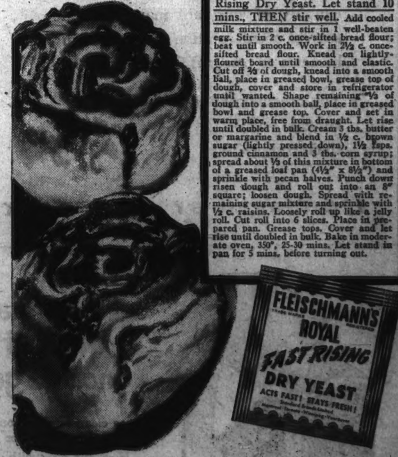 Rising Dry Yeast. Let stand 10
mins., THEN stir well. Add cooled
milk mixture and stir in 1 well-beaten
egg. Stir in 2 c. once-sifted bread flour;
beat until smooth. Work in 2½ c. once-
sifted bread flour. Knead on lightly-
floured board until smooth and elastic.
Cut off ⅔ of dough, knead into a smooth
ball, place in greased bowl, grease top of
dough, cover and store in refrigerator
until wanted. Shape remaining ⅓ of
dough into a smooth ball, place in greased
bowl and grease top. Cover and set in
warm place, free from draught. Let rise
until doubled in bulk. Cream 3 tbs. butter
or margarine and blend in ½ c. brown
sugar (lightly pressed down), 1½ tsps.
ground cinnamon and 3 tbs. corn syrup;
spread about ½ of this mixture in bottom
of a greased loaf pan (4½" x 8½") and
sprinkle with pecan halves. Punch down
risen dough and roll out into an 8"
square; loosen dough. Spread with re-
maining sugar mixture and sprinkle with
½ c. raisins. Loosely roll up like a jelly
roll. Cut roll into 6 slices. Place in pre-
pared pan. Grease tops. Cover and let
rise until doubled in bulk. Bake in moder-
ate oven, 350°, 25-30 mins. Let stand in
pan for 5 mins. before turning out.
FLEISCHMANN'S
ROYAL
FAST RISING
DRY YEAST
ACTS FAST! STAYS FRESH!